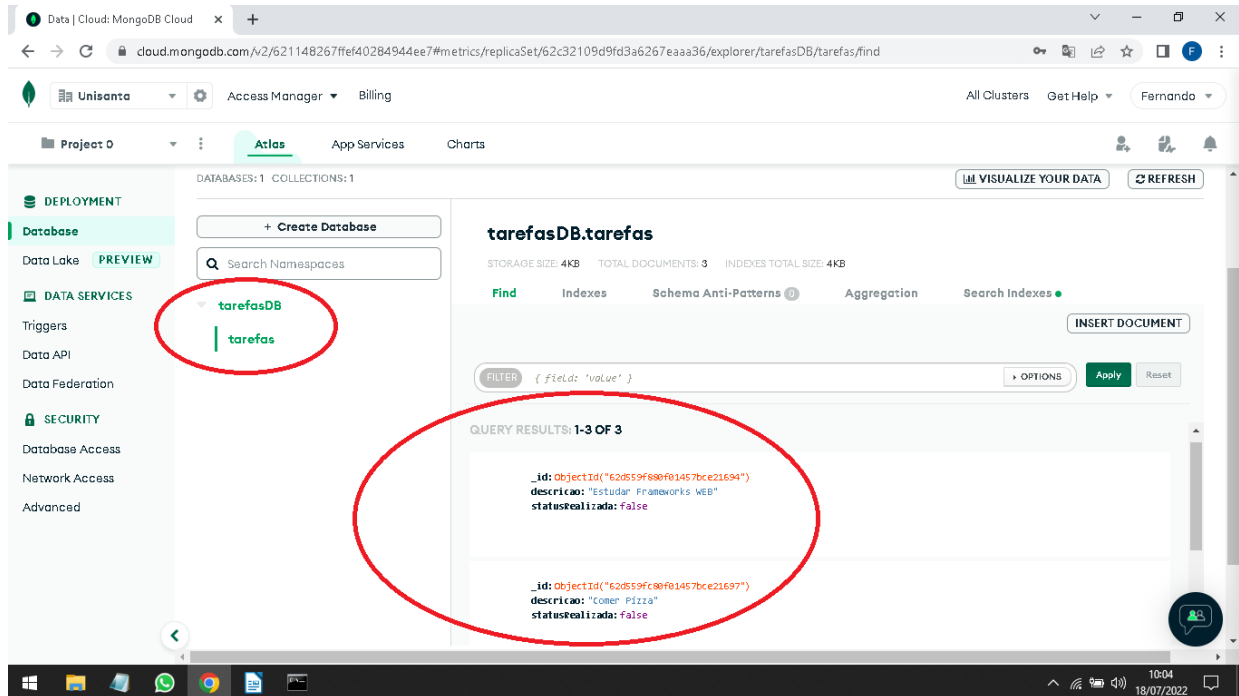 Data | Cloud: MongoDB Cloud
cloud.mongodb.com/v2/621148267ffef40284944ee7#metrics/replicaSet/62c32109d9fd3a6267eaaa36/explorer/tarefasDB/tarefas/find
F
Unisanta Access Manager Billing All Clusters Get Help Fernando
Project 0 Atlas App Services Charts
DATABASES: 1 COLLECTIONS: 1 VISUALIZE YOUR DATA REFRESH
DEPLOYMENT
Database
Data Lake PREVIEW
DATA SERVICES
Triggers
Data API
Data Federation
SECURITY
Database Access
Network Access
Advanced
+ Create Database
Search Namespaces
tarefasDB
tarefas
tarefasDB.tarefas
STORAGE SIZE: 4KB TOTAL DOCUMENTS: 3 INDEXES TOTAL SIZE: 4KB
Find Indexes Schema Anti-Patterns 0 Aggregation Search Indexes
INSERT DOCUMENT
FILTER { field: 'value' } OPTIONS Apply Reset
QUERY RESULTS: 1-3 OF 3
_id: ObjectId("62d559f080f01457bce21694")
descricao: "Estudar Frameworks WEB"
statusRealizada: false
_id: ObjectId("62d559fc80f01457bce21697")
descricao: "Comer Pizza"
statusRealizada: false
10:04
18/07/2022